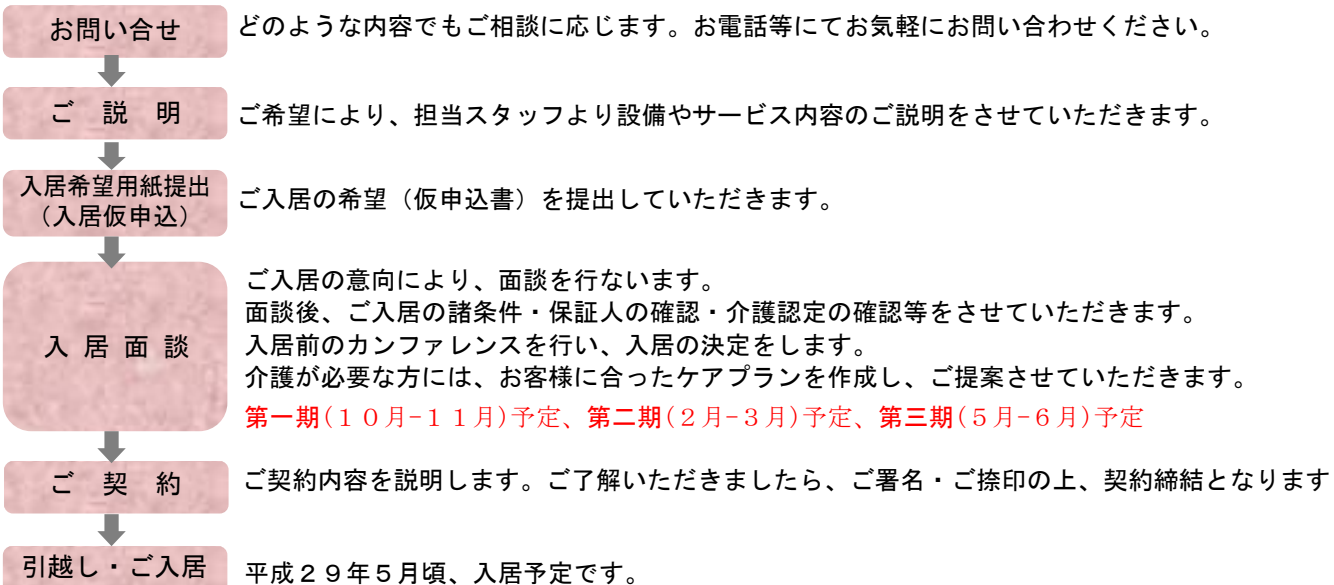 お問い合せ
どのような内容でもご相談に応じます。お電話等にてお気軽にお問い合わせください。
ご　説　明
ご希望により、担当スタッフより設備やサービス内容のご説明をさせていただきます。
入居希望用紙提出
（入居仮申込）
ご入居の希望（仮申込書）を提出していただきます。
入 居 面 談
ご入居の意向により、面談を行ないます。
面談後、ご入居の諸条件・保証人の確認・介護認定の確認等をさせていただきます。
入居前のカンファレンスを行い、入居の決定をします。
介護が必要な方には、お客様に合ったケアプランを作成し、ご提案させていただきます。
第一期(１０月-１１月)予定、第二期(２月-３月)予定、第三期(５月-６月)予定
ご　契　約
ご契約内容を説明します。ご了解いただきましたら、ご署名・ご捺印の上、契約締結となります
引越し・ご入居
平成２９年５月頃、入居予定です。